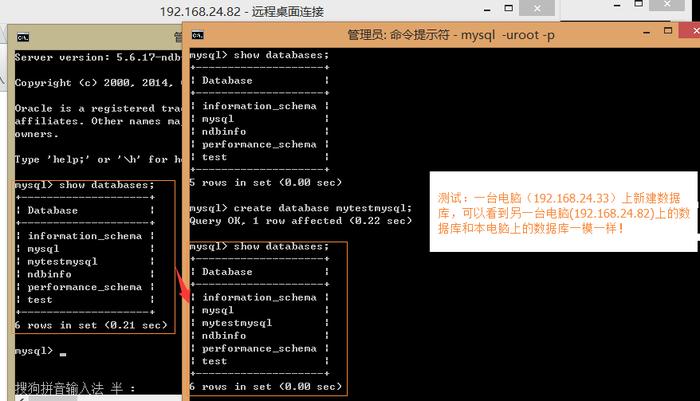 192.168.24.82 - 远程桌面连接
管理员: 命令提示符 - mysql -uroot -p
Server version: 5.6.17-ndb
Copyright (c) 2000, 2014,
Oracle is a registered tra
affiliates. Other names ma
owners.
Type 'help;' or '\h' for he
mysql> show databases;
+--------------------+
| Database |
+--------------------+
| information_schema |
| mysql |
| mytestmysql |
| ndbinfo |
| performance_schema |
| test |
+--------------------+
6 rows in set (0.21 sec)
mysql> _
搜狗拼音输入法 半 :
mysql> show databases;
+--------------------+
| Database |
+--------------------+
| information_schema |
| mysql |
| ndbinfo |
| performance_schema |
| test |
+--------------------+
5 rows in set (0.00 sec)
mysql> create database mytestmysql;
Query OK, 1 row affected (0.22 sec)
mysql> show databases;
+--------------------+
| Database |
+--------------------+
| information_schema |
| mysql |
| mytestmysql |
| ndbinfo |
| performance_schema |
| test |
+--------------------+
6 rows in set (0.00 sec)
测试：一台电脑（192.168.24.33）上新建数据
库，可以看到另一台电脑(192.168.24.82)上的数
据库和本电脑上的数据库一模一样！